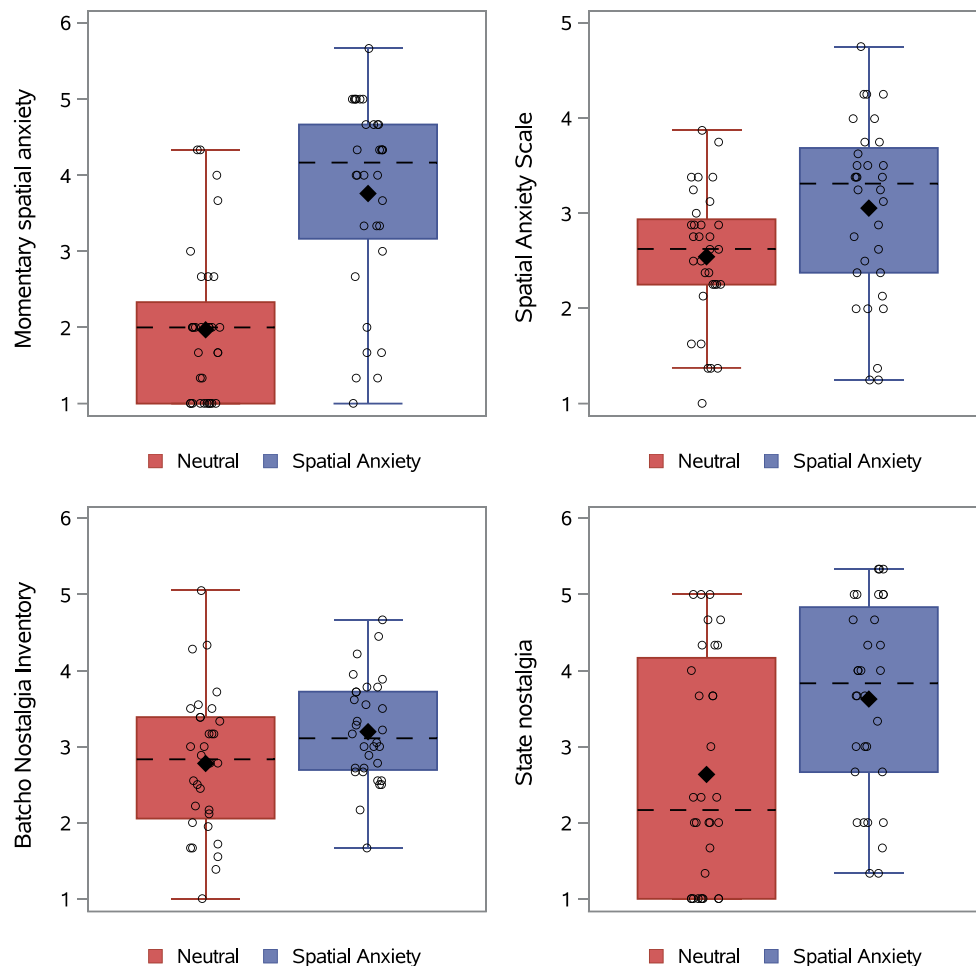 Momentary spatial anxiety
6
5
4
3
2
1
Neutral Spatial Anxiety
Spatial Anxiety Scale
5
4
3
2
1
Neutral Spatial Anxiety
Batcho Nostalgia Inventory
6
5
4
3
2
1
Neutral Spatial Anxiety
State nostalgia
6
5
4
3
2
1
Neutral Spatial Anxiety